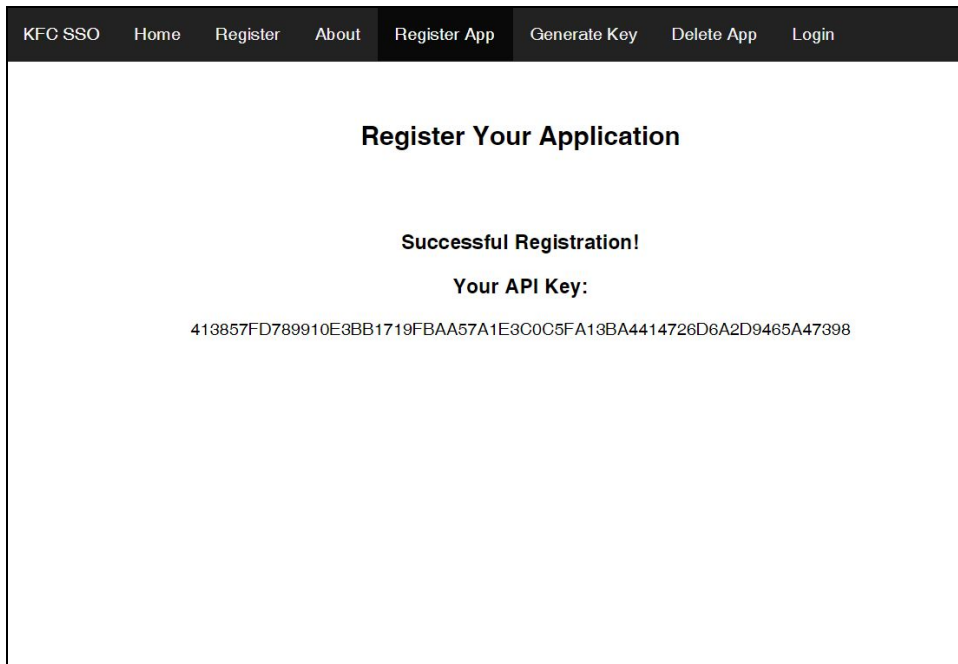 KFC SSO Home Register About Register App Generate Key Delete App Login
Register Your Application
Successful Registration!
Your API Key:
413857FD789910E3BB1719FBAA57A1E3C0C5FA13BA4414726D6A2D9465A47398